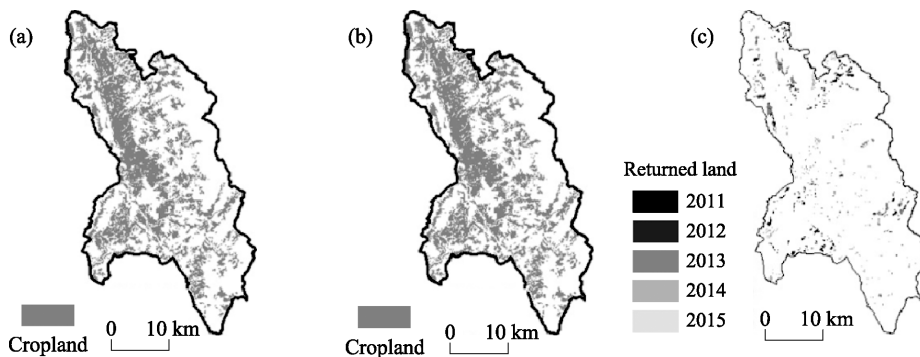 (a)
(b)
(c)
Returned land
2011
2012
2013
2014
2015
Cropland
0 10 km
Cropland
0 10 km
0 10 km